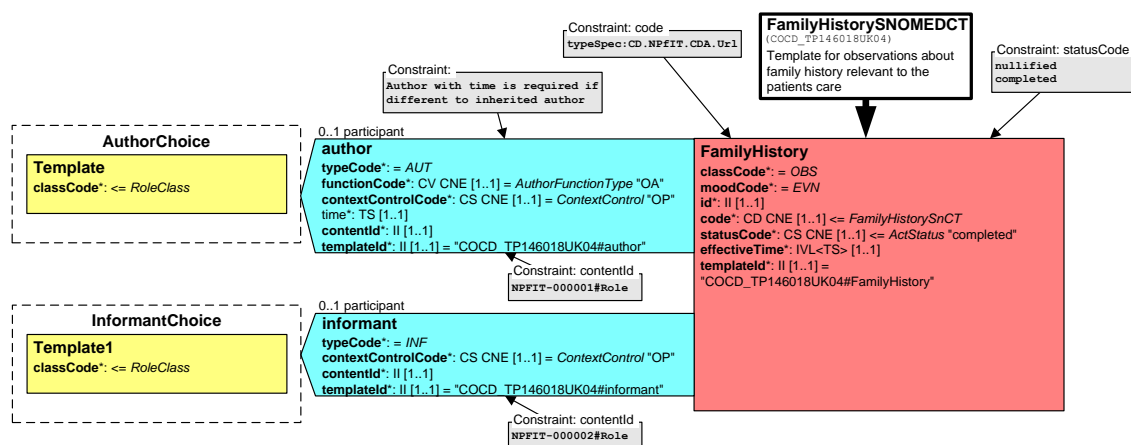 Constraint: code
typeSpec:CD.NPfIT.CDA.Url
FamilyHistorySNOMEDCT
(COCD_TP146018UK04)
Template for observations about
family history relevant to the
patients care
Constraint: statusCode
nullified
completed
Constraint:
Author with time is required if
different to inherited author
AuthorChoice
Template
classCode*: <= RoleClass
0..1 participant
author
typeCode*: = AUT
functionCode*: CV CNE [1..1] = AuthorFunctionType "OA"
contextControlCode*: CS CNE [1..1] = ContextControl "OP"
time*: TS [1..1]
contentId*: II [1..1]
templateId*: II [1..1] = "COCD_TP146018UK04#author"
Constraint: contentId
NPFIT-000001#Role
FamilyHistory
classCode*: = OBS
moodCode*: = EVN
id*: II [1..1]
code*: CD CNE [1..1] <= FamilyHistorySnCT
statusCode*: CS CNE [1..1] <= ActStatus "completed"
effectiveTime*: IVL<TS> [1..1]
templateId*: II [1..1] =
"COCD_TP146018UK04#FamilyHistory"
InformantChoice
Template1
classCode*: <= RoleClass
0..1 participant
informant
typeCode*: = INF
contextControlCode*: CS CNE [1..1] = ContextControl "OP"
contentId*: II [1..1]
templateId*: II [1..1] = "COCD_TP146018UK04#informant"
Constraint: contentId
NPFIT-000002#Role